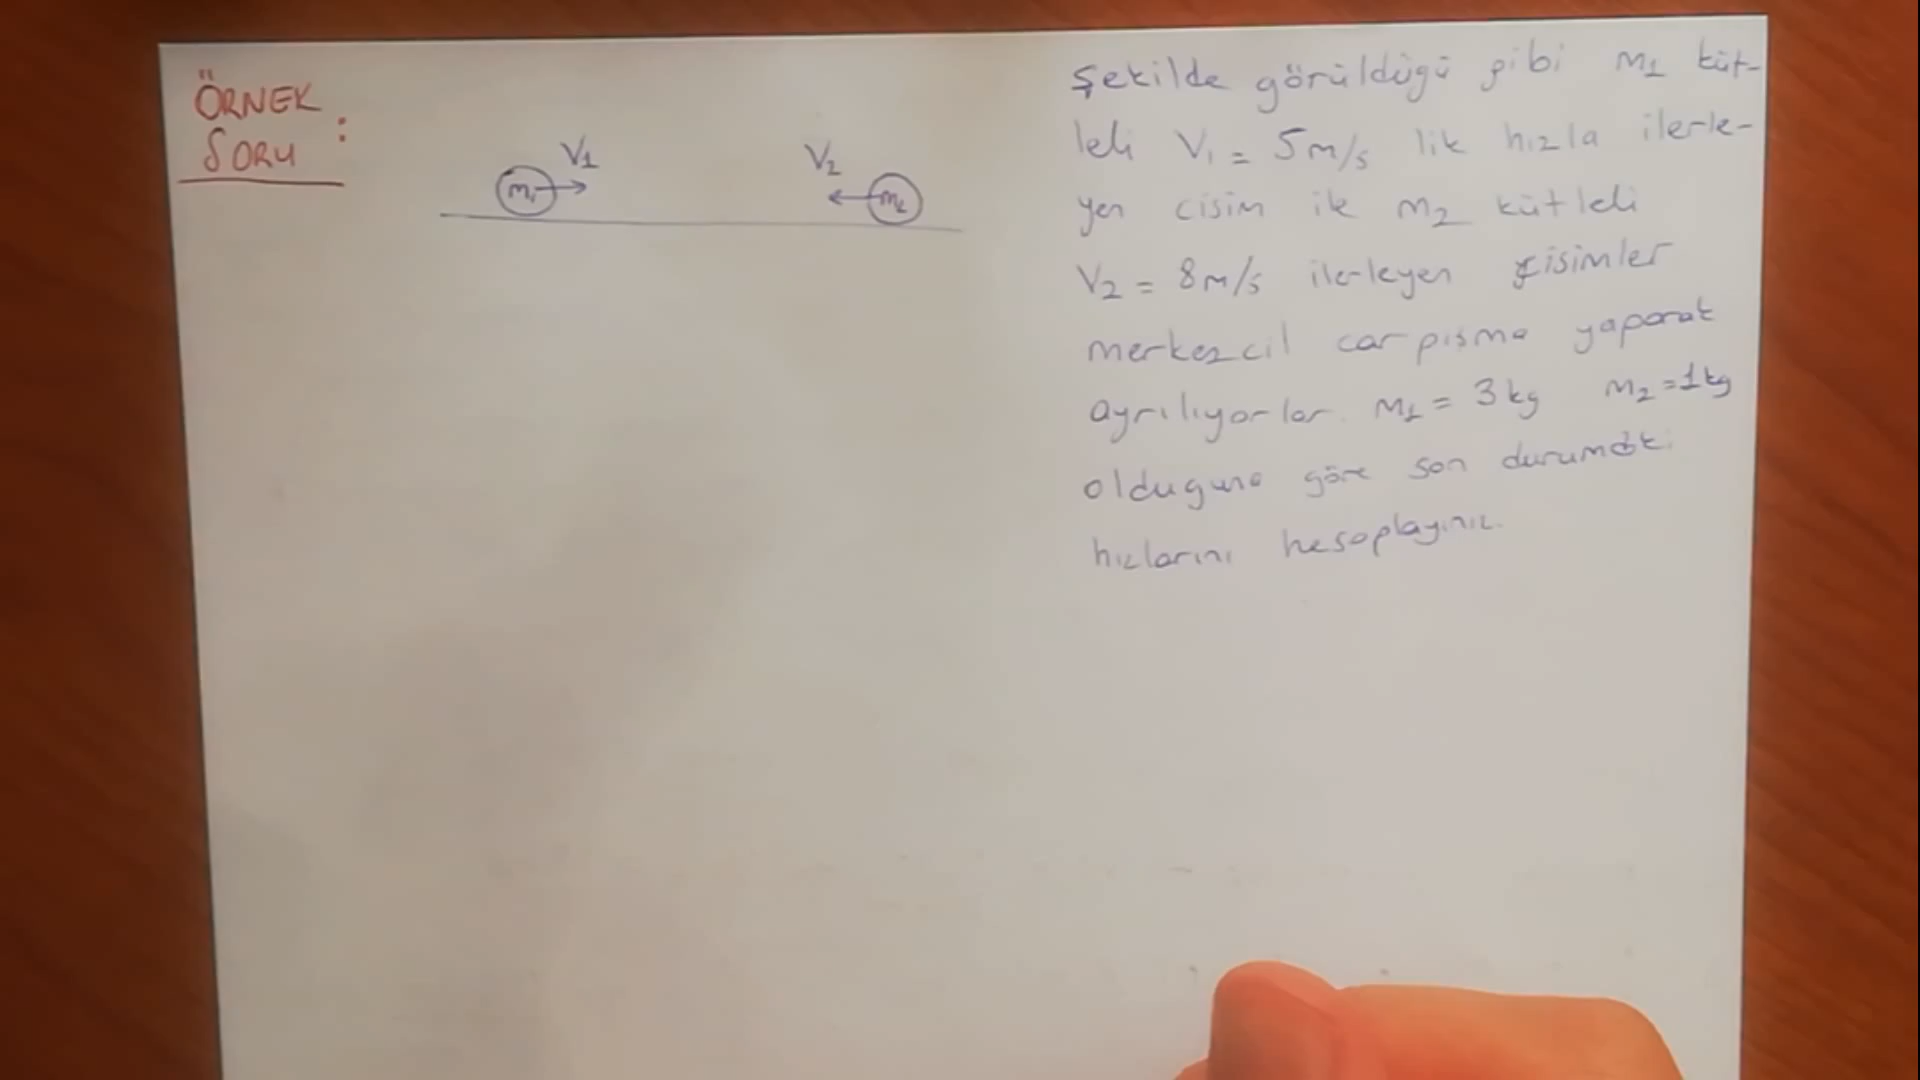 ÖRNEK
SORU :
V1
V2
m1
m2
Şekilde görüldüğü gibi m1 küt-
leli V1 = 5m/s lik hızla ilerle-
yen cisim ile m2 kütleli
V2 = 8m/s ilerleyen cisimler
merkezcil carpışma yaparak
ayrılıyorlar. m1 = 3kg m2=1kg
olduguna göre son durumdaki
hızlarını hesaplayınız.